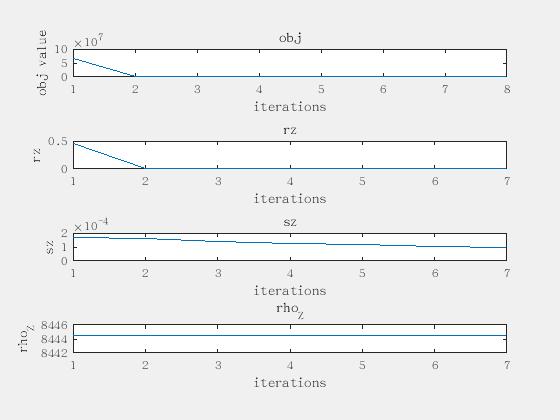 obj
×10^7
obj value
10
5
0
1 2 3 4 5 6 7 8
iterations
rz
rz
0.5
0
1 2 3 4 5 6 7
iterations
sz
×10^-4
sz
2
1
0
1 2 3 4 5 6 7
iterations
rho_z
rho_z
8446
8444
8442
1 2 3 4 5 6 7
iterations